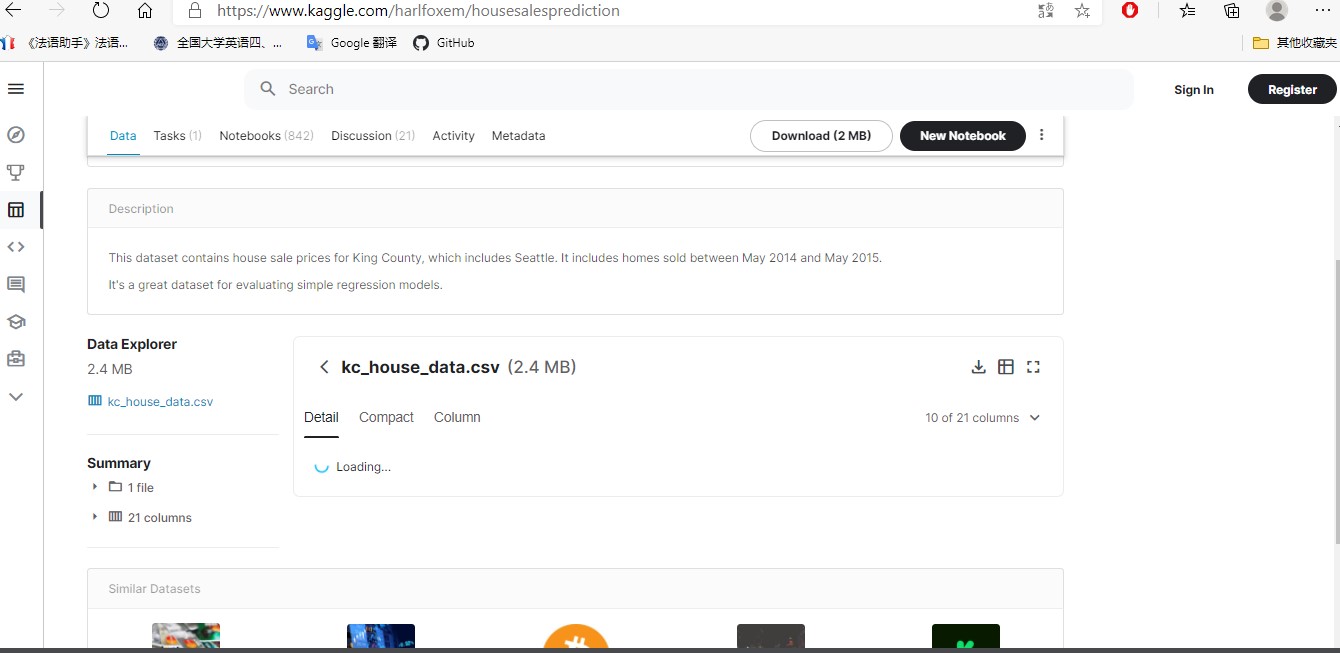 https://www.kaggle.com/harlfoxem/housesalesprediction
《法语助手》法语... 全国大学英语四、... Google 翻译 GitHub 其他收藏夹
Search Sign In Register
Data Tasks (1) Notebooks (842) Discussion (21) Activity Metadata Download (2 MB) New Notebook
Description
This dataset contains house sale prices for King County, which includes Seattle. It includes homes sold between May 2014 and May 2015.
It's a great dataset for evaluating simple regression models.
Data Explorer
2.4 MB
kc_house_data.csv
kc_house_data.csv (2.4 MB)
Detail Compact Column 10 of 21 columns
Loading...
Summary
1 file
21 columns
Similar Datasets